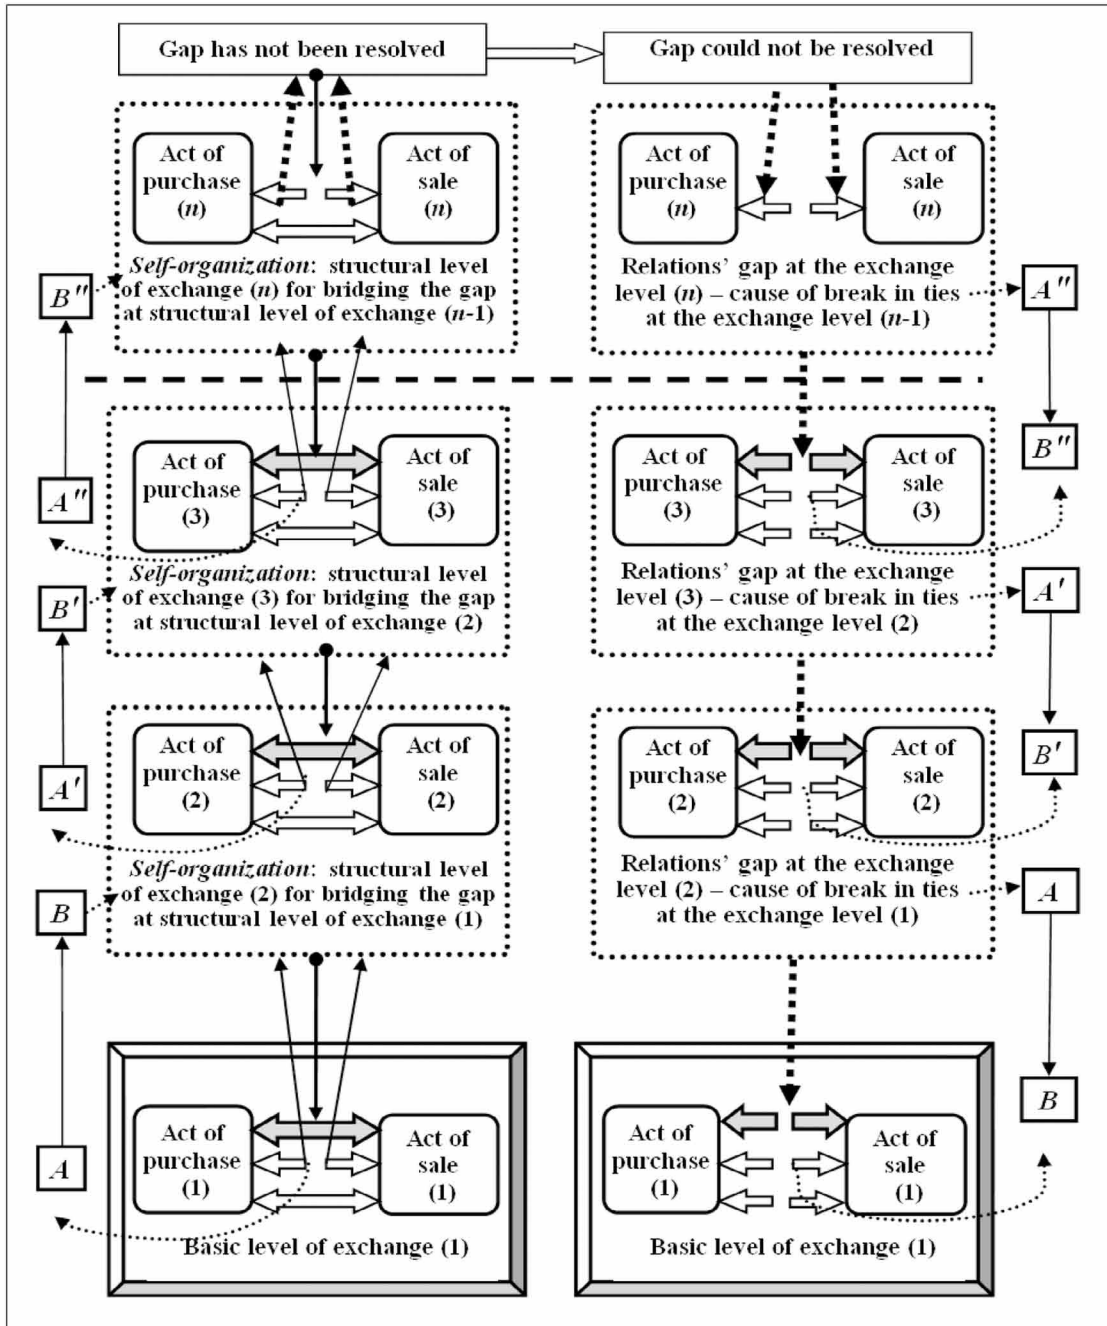 Gap has not been resolved
Gap could not be resolved
Act of
purchase
(n)
Act of
sale
(n)
Self-organization: structural level
of exchange (n) for bridging the gap
at structural level of exchange (n-1)
B''
A''
Act of
purchase
(3)
Act of
sale
(3)
Self-organization: structural level
of exchange (3) for bridging the gap
at structural level of exchange (2)
B'
A'
Act of
purchase
(2)
Act of
sale
(2)
Self-organization: structural level
of exchange (2) for bridging the gap
at structural level of exchange (1)
B
A
Act of
purchase
(1)
Act of
sale
(1)
Basic level of exchange (1)
Act of
purchase
(n)
Act of
sale
(n)
Relations' gap at the exchange
level (n) – cause of break in ties
at the exchange level (n-1)
A''
B''
Act of
purchase
(3)
Act of
sale
(3)
Relations' gap at the exchange
level (3) – cause of break in ties
at the exchange level (2)
A'
B'
Act of
purchase
(2)
Act of
sale
(2)
Relations' gap at the exchange
level (2) – cause of break in ties
at the exchange level (1)
A
B
Act of
purchase
(1)
Act of
sale
(1)
Basic level of exchange (1)